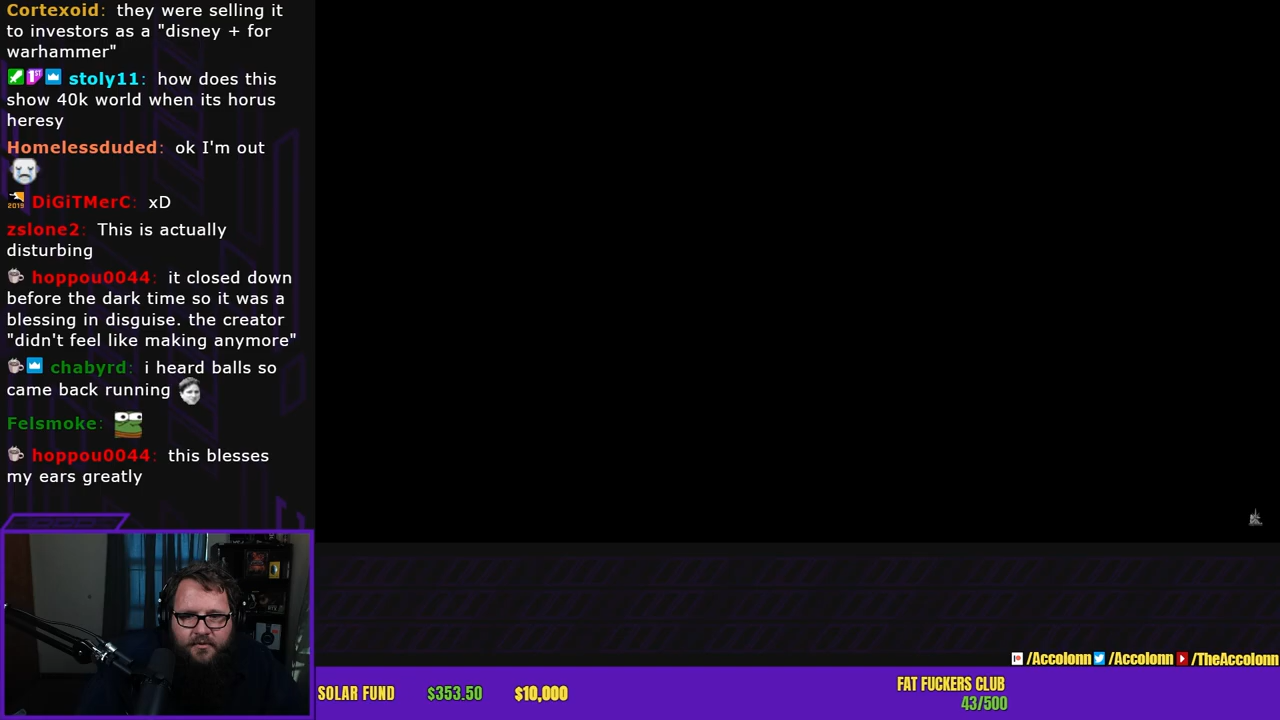 Cortexoid: they were selling it
to investors as a "disney + for
warhammer"
1ST stoly11: how does this
show 40k world when its horus
heresy
Homelessduded: ok I'm out
2019 DiGiTMerC: xD
zslone2: This is actually
disturbing
hoppou0044: it closed down
before the dark time so it was a
blessing in disguise. the creator
"didn't feel like making anymore"
chabyrd: i heard balls so
came back running
Felsmoke:
hoppou0044: this blesses
my ears greatly
/Accolonn /Accolonn /TheAccolonn
SOLAR FUND $353.50 $10,000
FAT FUCKERS CLUB
43/500